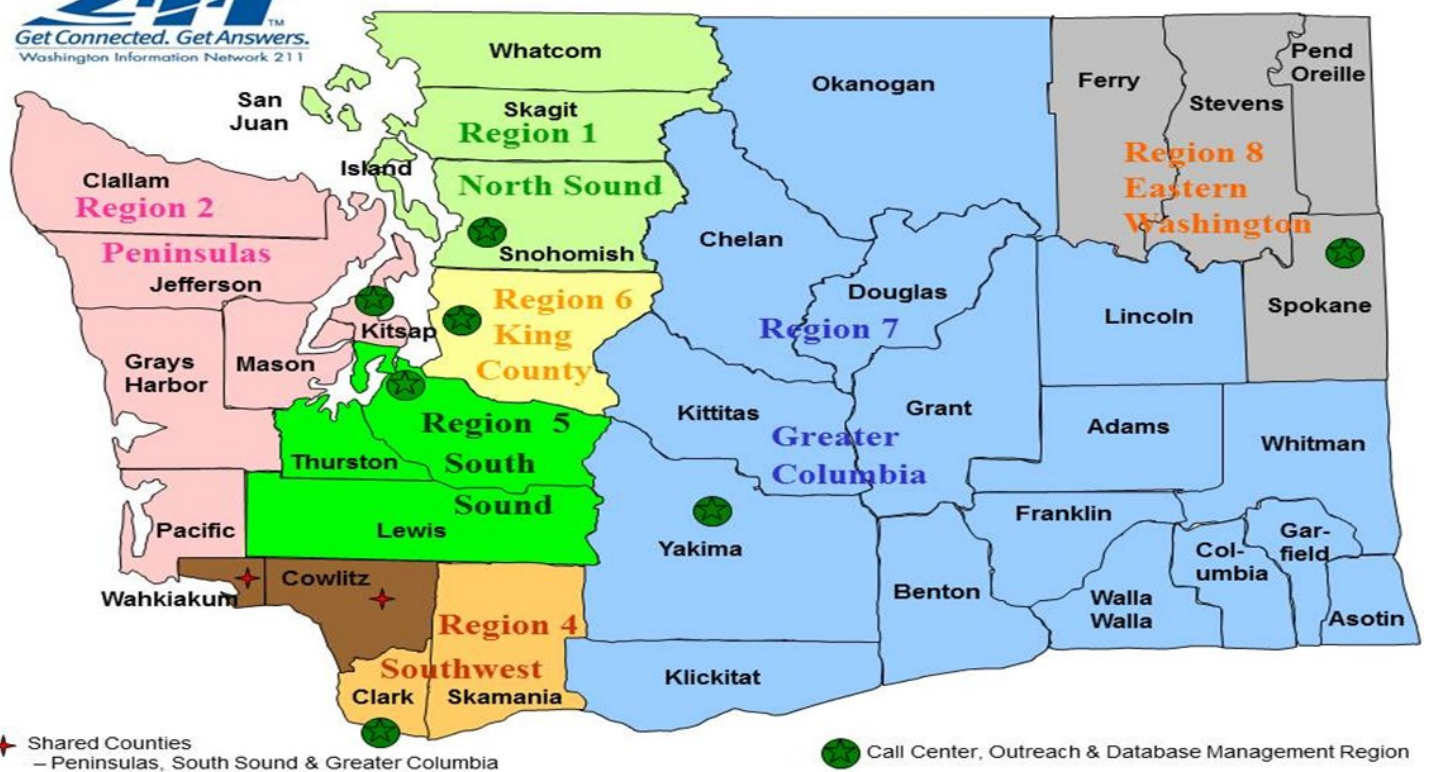 211 TM
Get Connected. Get Answers.
Washington Information Network 211
Whatcom
San
Juan
Skagit
Region 1
Island
North Sound
Snohomish
Clallam
Region 2
Peninsulas
Jefferson
Kitsap
Grays
Harbor
Mason
Region 6
King
County
Region 5
South
Sound
Thurston
Lewis
Pacific
Wahkiakum
Cowlitz
Region 4
Southwest
Clark
Skamania
Okanogan
Chelan
Douglas
Region 7
Kittitas
Grant
Greater
Columbia
Yakima
Klickitat
Benton
Ferry
Stevens
Pend
Oreille
Region 8
Eastern
Washington
Spokane
Lincoln
Adams
Whitman
Franklin
Walla
Walla
Col-
umbia
Gar-
field
Asotin
Shared Counties
– Peninsulas, South Sound & Greater Columbia
Call Center, Outreach & Database Management Region